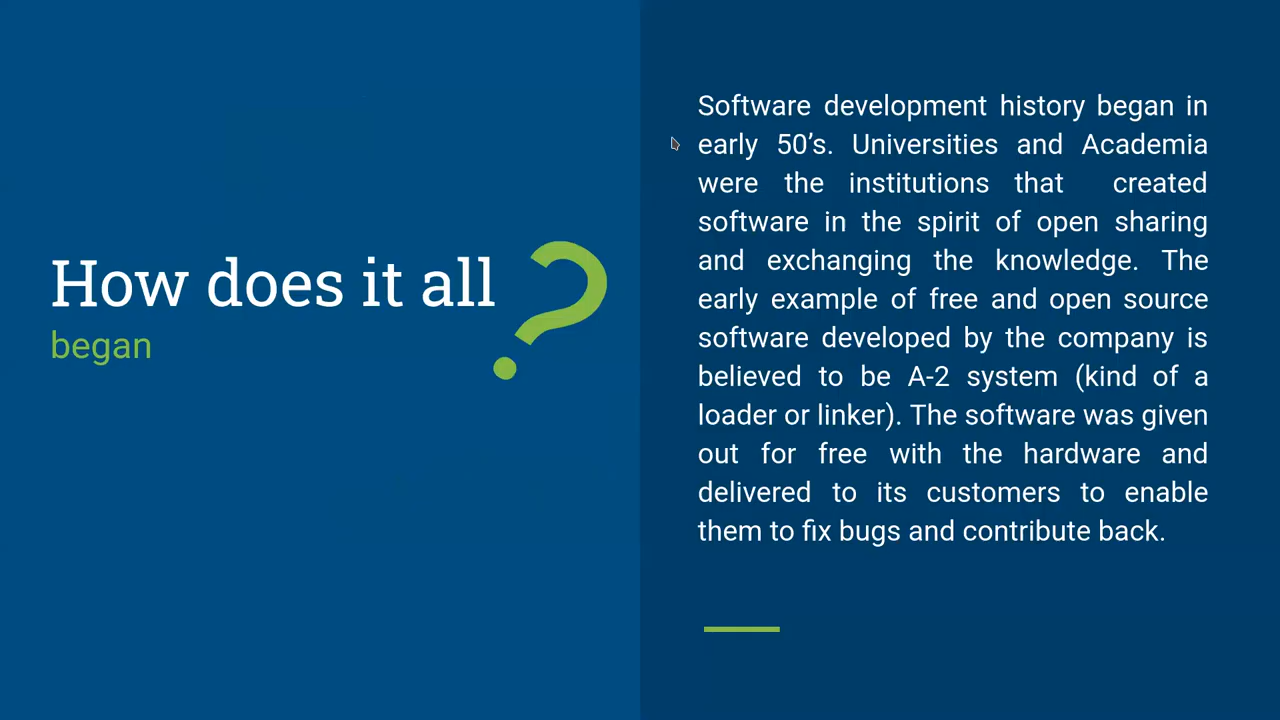 How does it all
began
?
Software development history began in
early 50’s. Universities and Academia
were the institutions that created
software in the spirit of open sharing
and exchanging the knowledge. The
early example of free and open source
software developed by the company is
believed to be A-2 system (kind of a
loader or linker). The software was given
out for free with the hardware and
delivered to its customers to enable
them to fix bugs and contribute back.